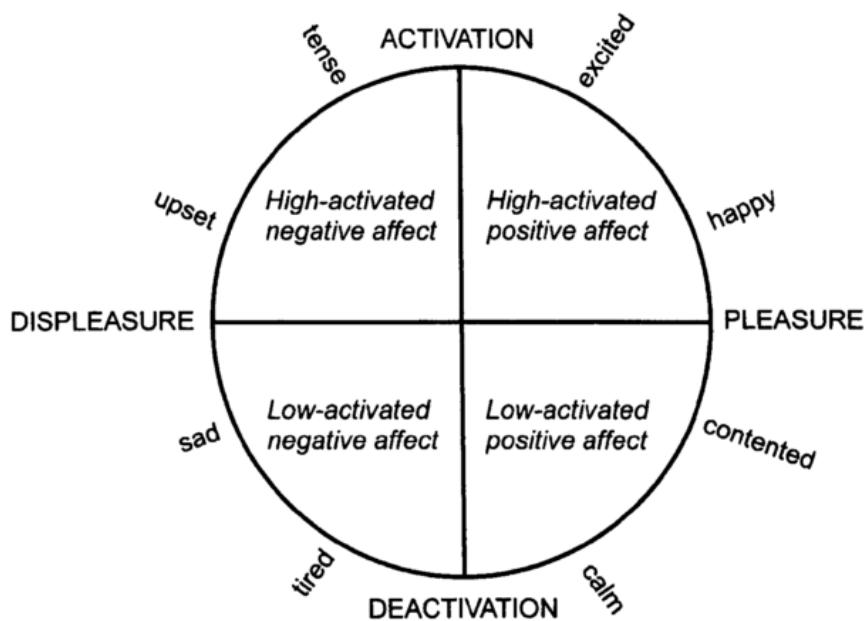 ACTIVATION
tense
excited
upset
High-activated
negative affect
High-activated
positive affect
happy
DISPLEASURE
PLEASURE
sad
Low-activated
negative affect
Low-activated
positive affect
contented
tired
calm
DEACTIVATION